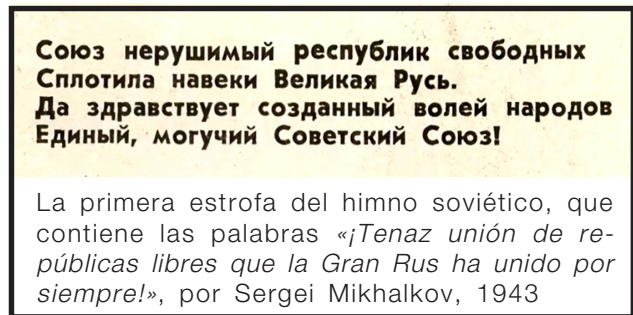 Союз нерушимый республик свободных
Сплотила навеки Великая Русь.
Да здравствует созданный волей народов
Единый, могучий Советский Союз!
La primera estrofa del himno soviético, que
contiene las palabras «¡Tenaz unión de re-
públicas libres que la Gran Rus ha unido por
siempre!», por Sergei Mikhalkov, 1943